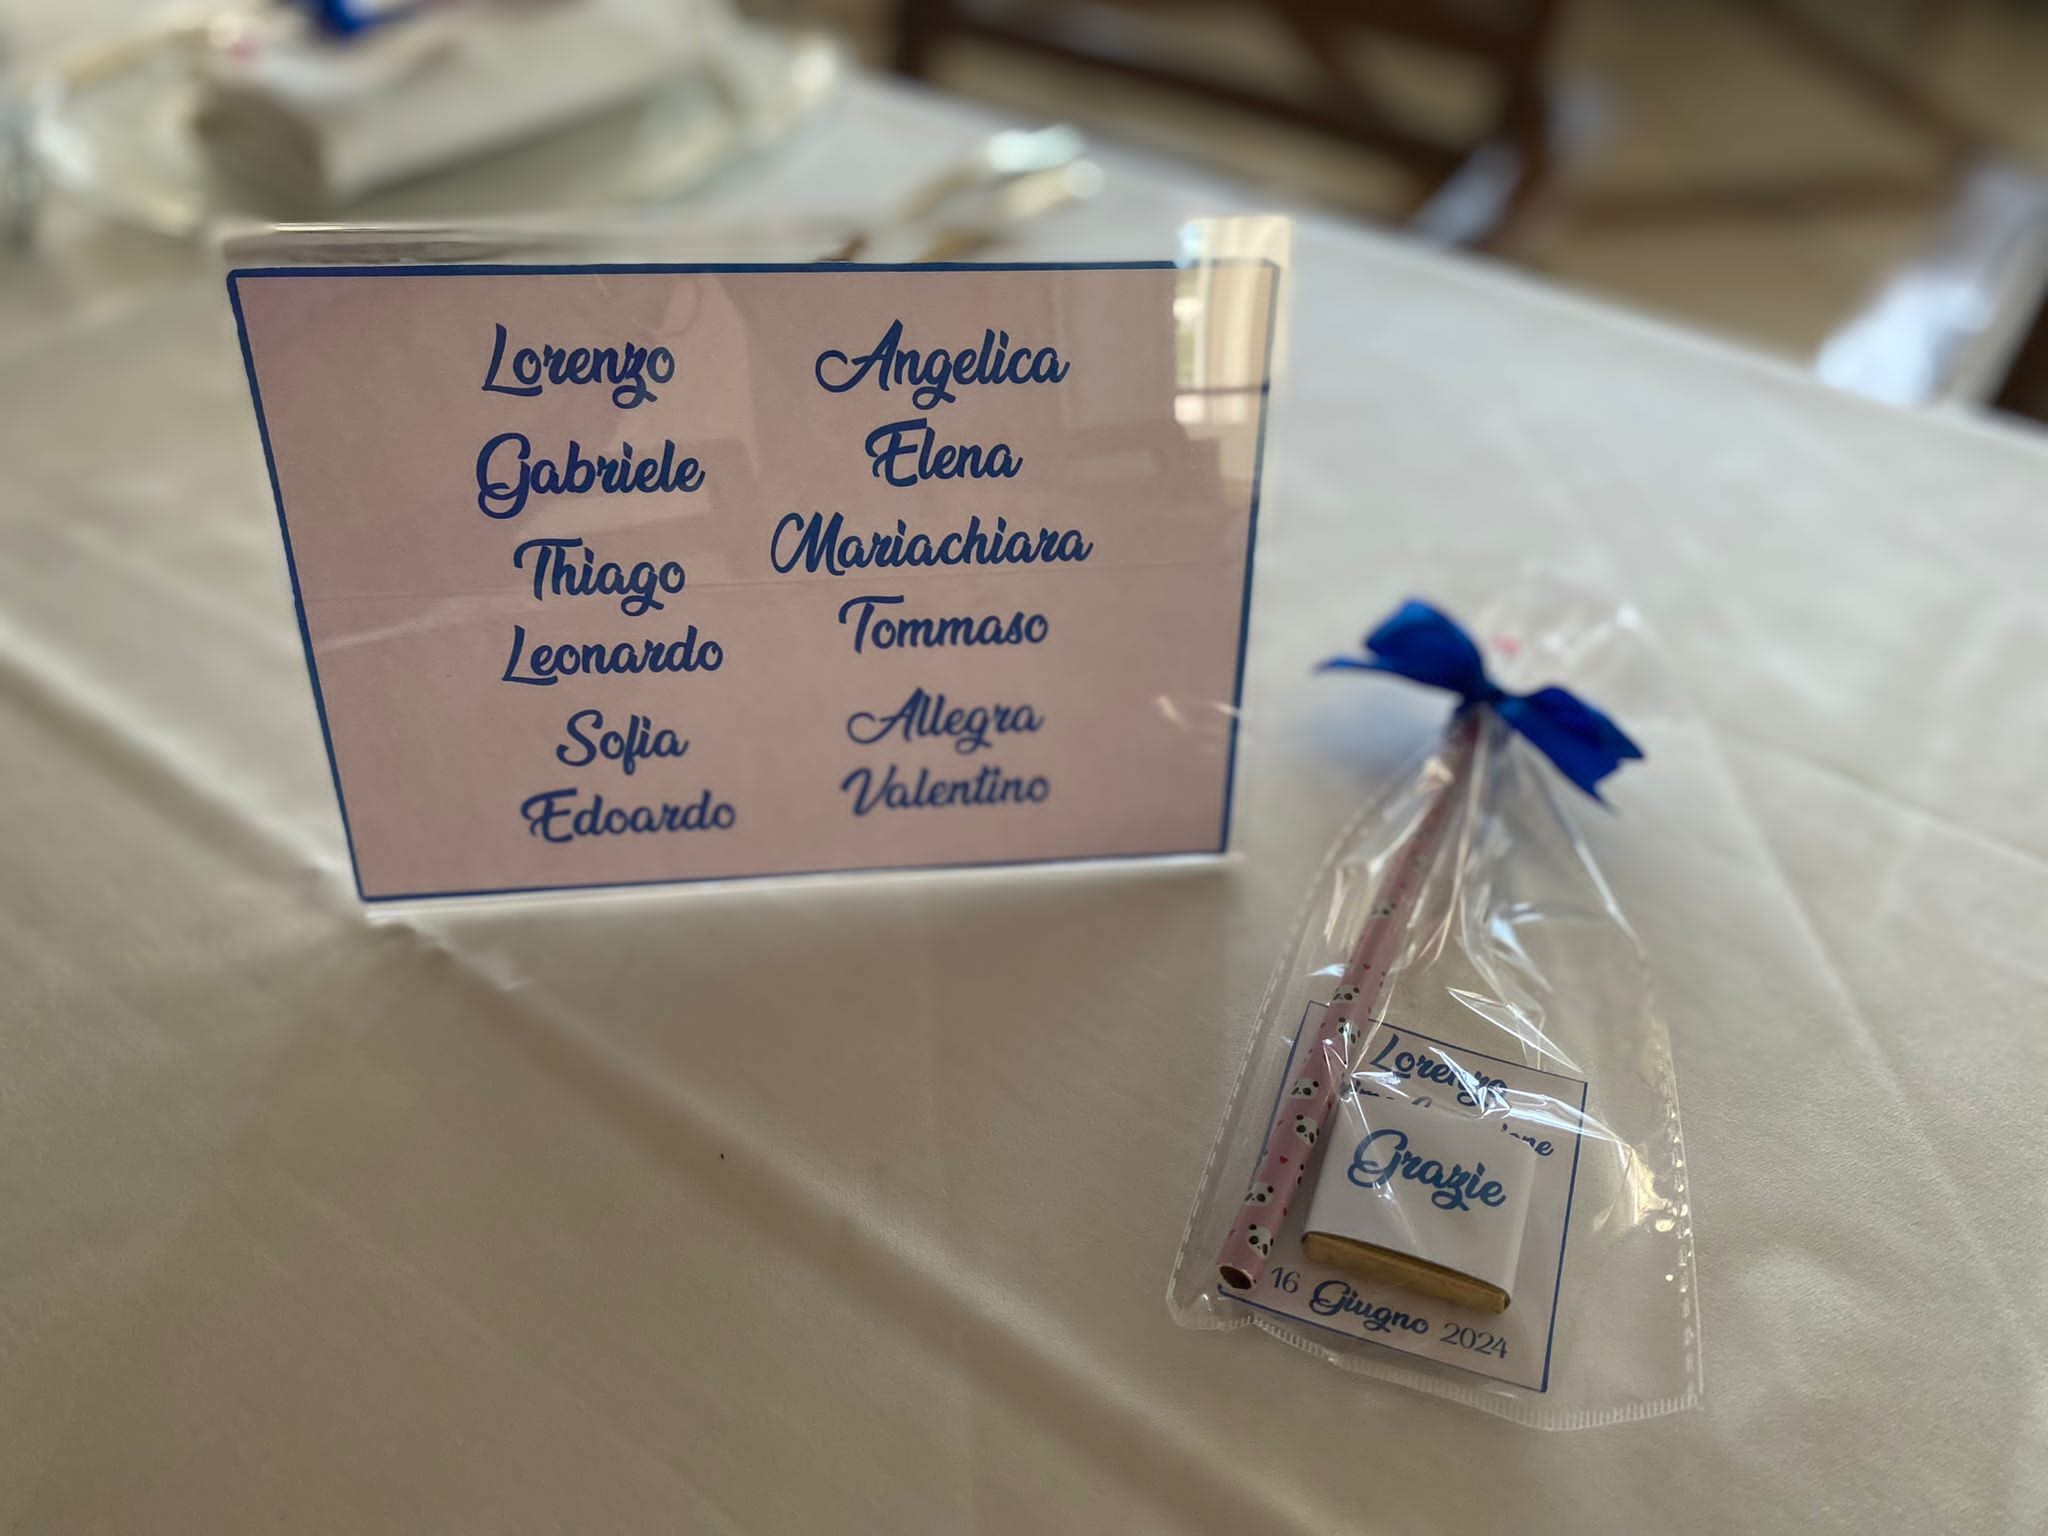 Lorenzo
Gabriele
Thiago
Leonardo
Sofia
Edoardo
Angelica
Elena
Mariachiara
Tommaso
Allegra
Valentino
Lorenzo
Grazie
16 Giugno 2024